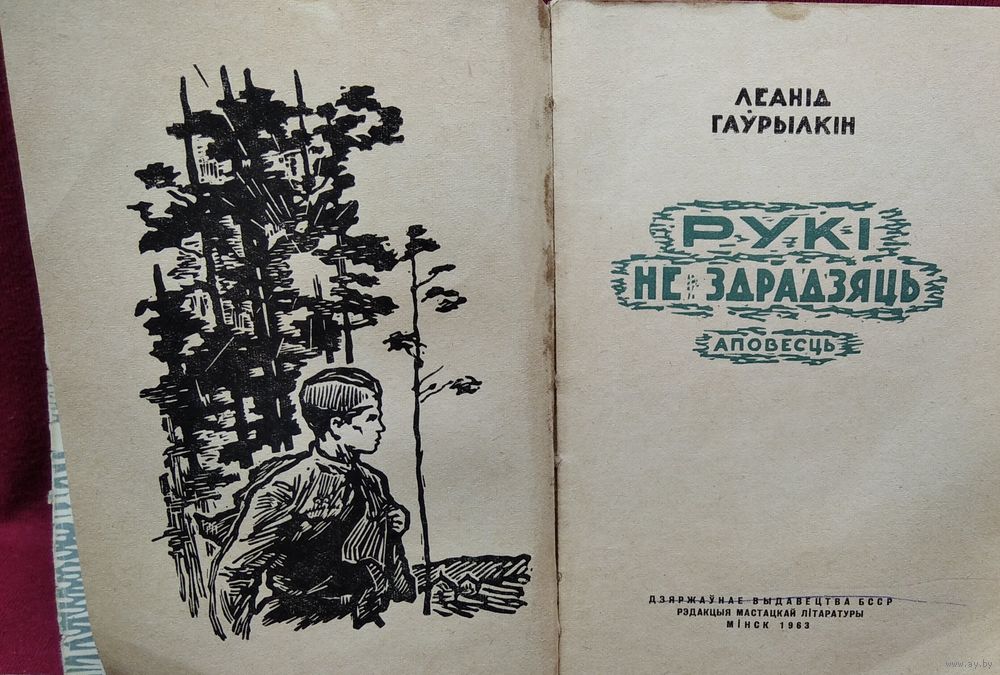 ЛЕАНІД
ГАЎРЫЛКІН
РУКІ
НЕ ЗДРАДЗЯЦЬ
АПОВЕСЦЬ
ДЗЯРЖАЎНАЕ ВЫДАВЕЦТВА БССР
РЭДАКЦЫЯ МАСТАЦКАЙ ЛІТАРАТУРЫ
МІНСК 1963
www.ay.by